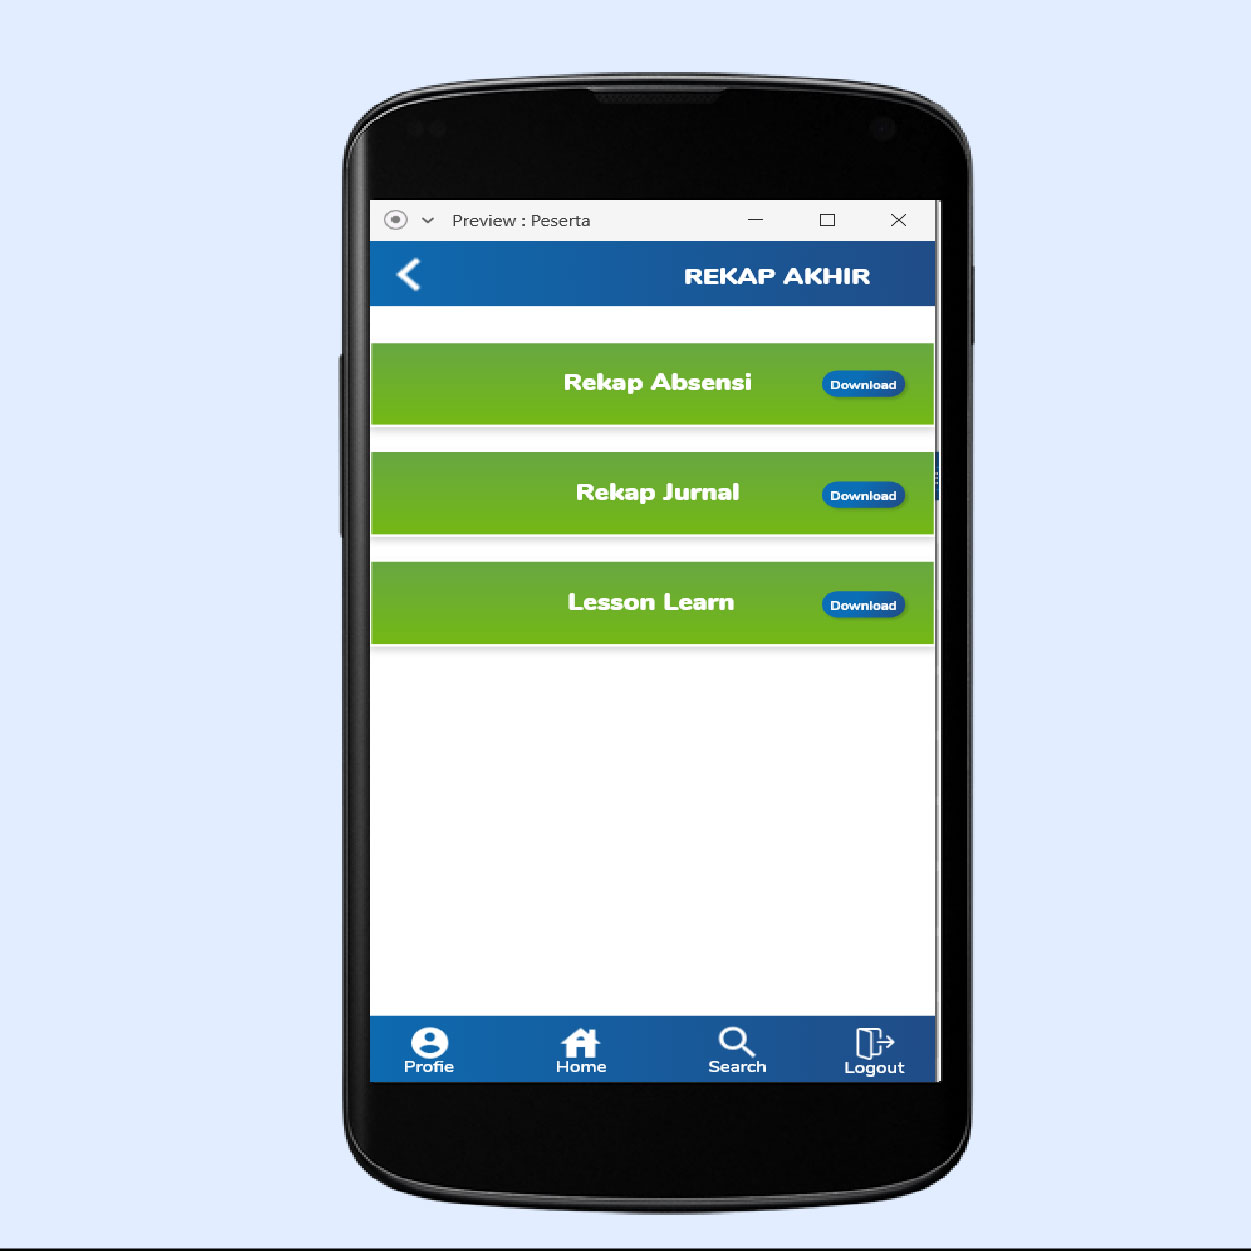 Preview : Peserta
REKAP AKHIR
Rekap Absensi
Download
Rekap Jurnal
Download
Lesson Learn
Download
Profie
Home
Search
Logout